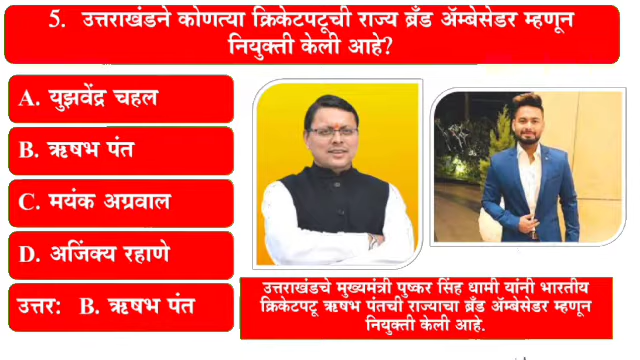 5. उत्तराखंडने कोणत्या क्रिकेटपटूची राज्य ब्रँड ॲम्बेसेडर म्हणून
नियुक्ती केली आहे?
A. युझवेंद्र चहल
B. ऋषभ पंत
C. मयंक अग्रवाल
D. अजिंक्य रहाणे
उत्तर: B. ऋषभ पंत
उत्तराखंडचे मुख्यमंत्री पुष्कर सिंह धामी यांनी भारतीय
क्रिकेटपटू ऋषभ पंतची राज्याचा ब्रँड ॲम्बेसेडर म्हणून
नियुक्ती केली आहे.